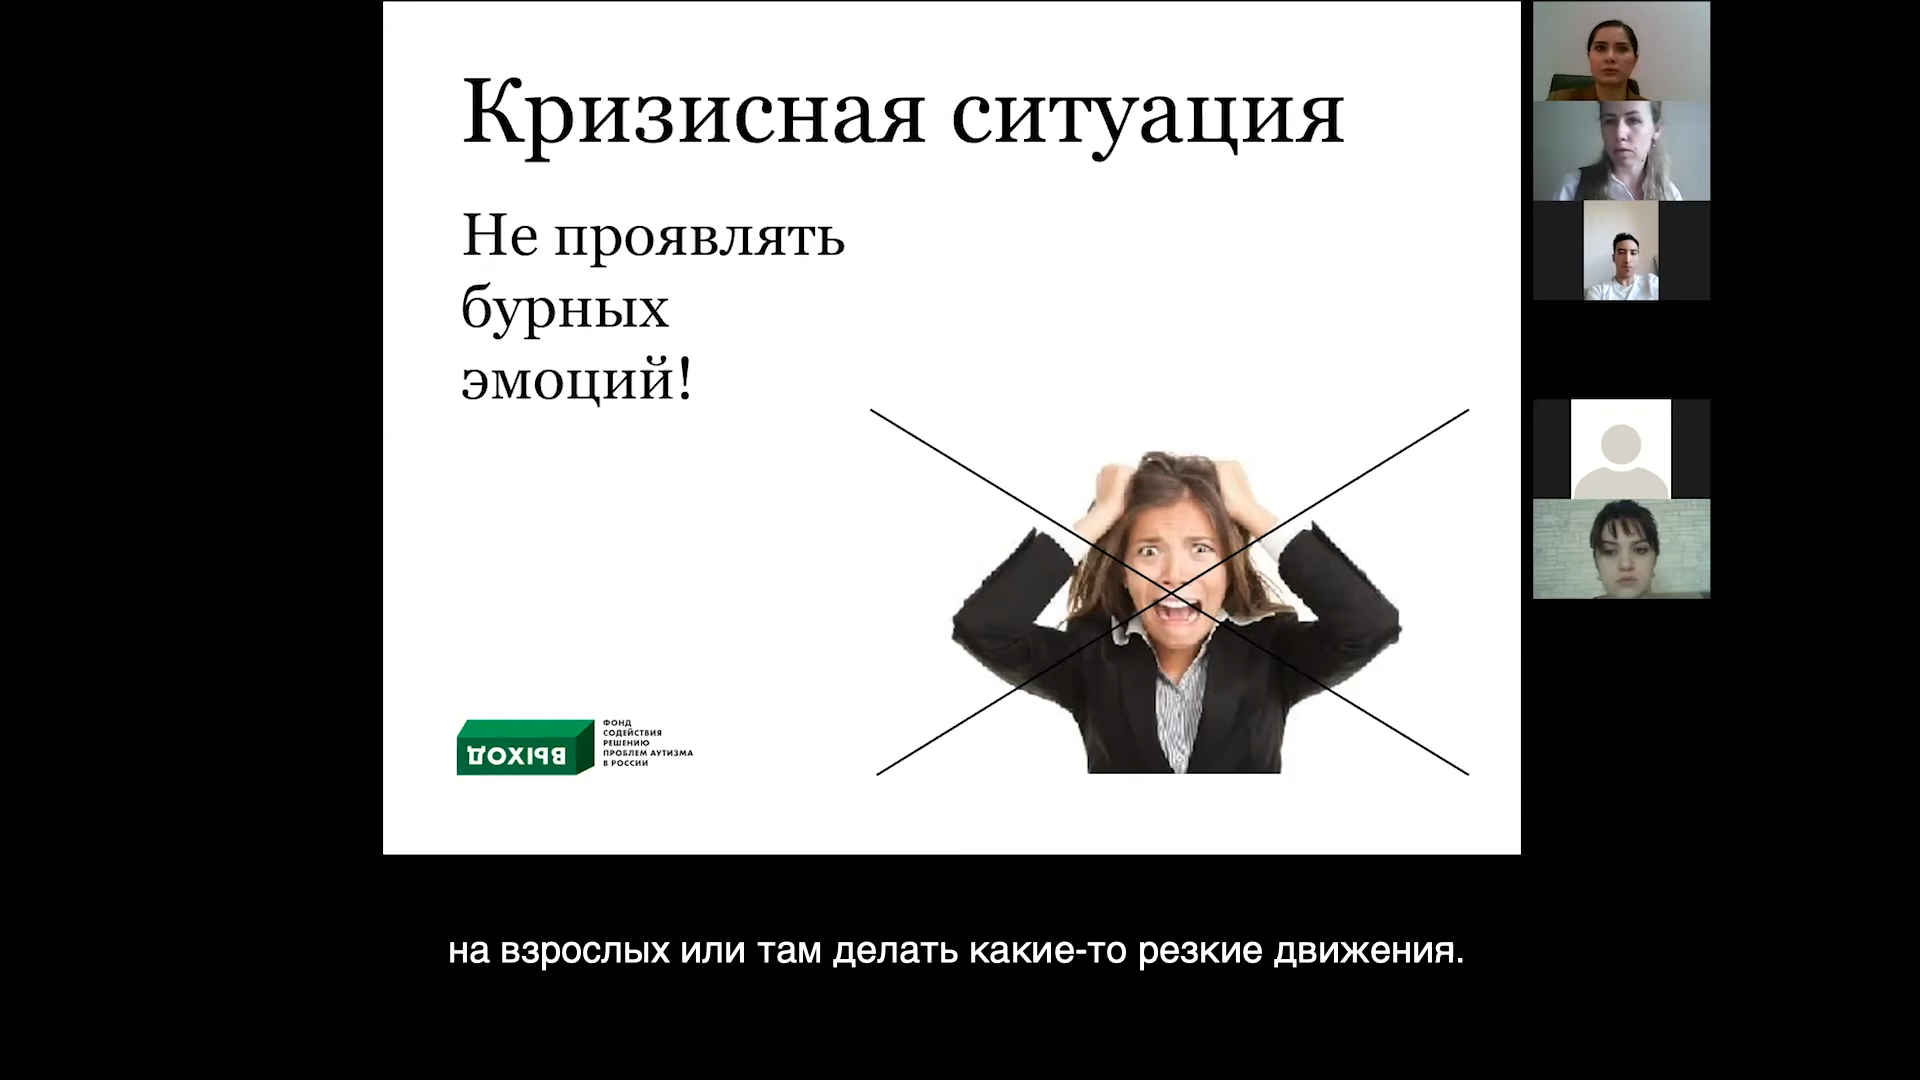 Кризисная ситуация
Не проявлять
бурных
эмоций!
ВЫХОД
ФОНД
СОДЕЙСТВИЯ
РЕШЕНИЮ
ПРОБЛЕМ АУТИЗМА
В РОССИИ
на взрослых или там делать какие-то резкие движения.